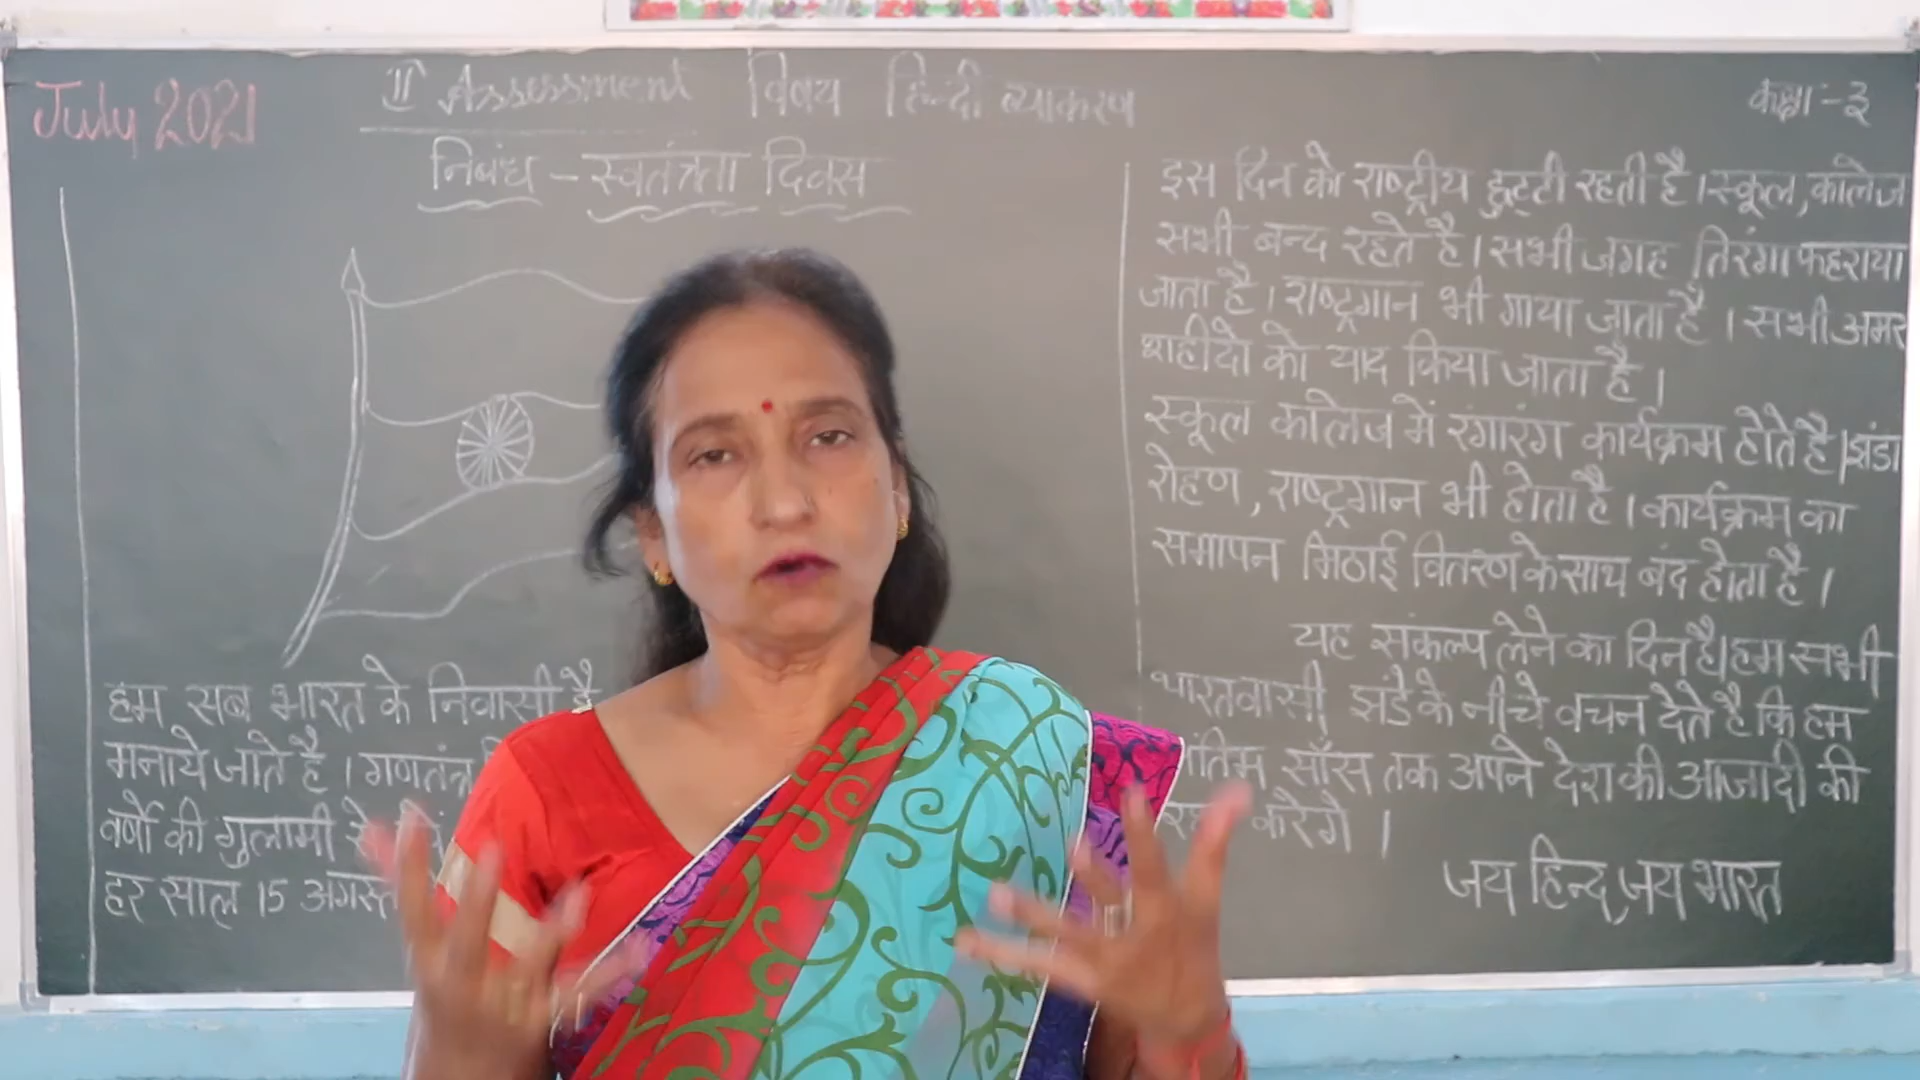 July 2021
II Assessment विषय हिन्दी व्याकरण
कक्षा:-३
निबंध - स्वतंत्रता दिवस
हम सब भारत के निवासी है
मनाये जाते है । गणतंत्र
वर्षो की गुलामी से
हर साल 15 अगस्त
इस दिन को राष्ट्रीय छुट्टी रहती है । स्कूल, कालेज
सभी बन्द रहते है । सभी जगह तिरंगा फहराया
जाता है । राष्ट्रगान भी गाया जाता है । सभी अमर
शहीदो को याद किया जाता है ।
स्कूल कालेज में रंगारंग कार्यक्रम होते है । झंडा
रोहण, राष्ट्रगान भी होता है । कार्यक्रम का
समापन मिठाई वितरण के साथ बंद होता है ।
यह संकल्प लेने का दिन है। हम सभी
भारतवासी झंडे के नीचे वचन देते है कि हम
अंतिम साँस तक अपने देश की आजादी की
करेगे ।
जय हिन्द, जय भारत